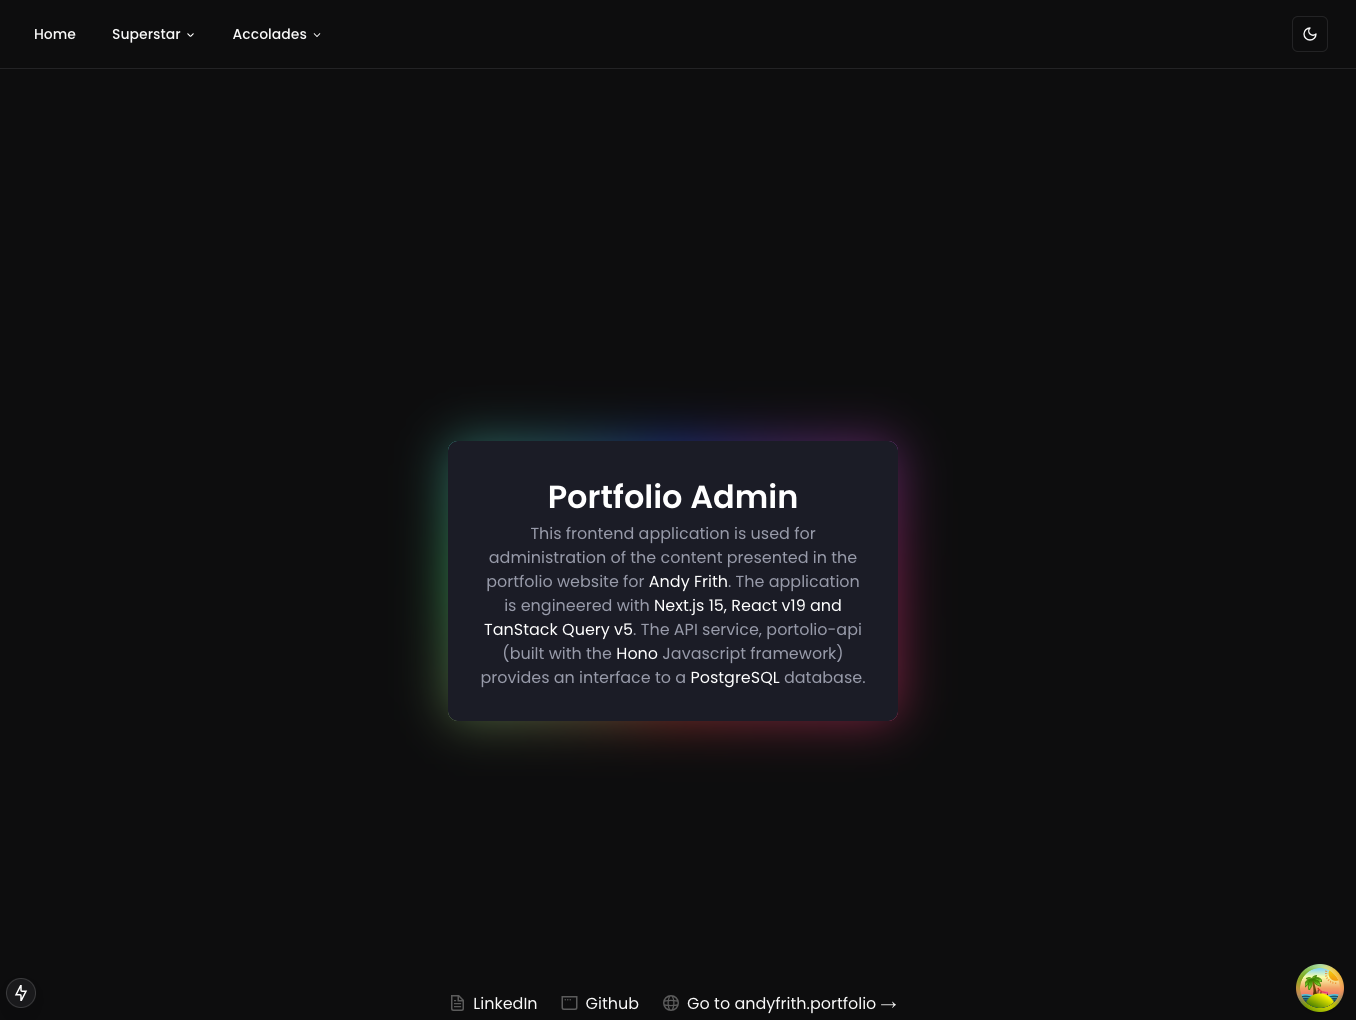 Home
Superstar
Accolades
Portfolio Admin
This frontend application is used for
administration of the content presented in the
portfolio website for Andy Frith. The application
is engineered with Next.js 15, React v19 and
TanStack Query v5. The API service, portolio-api
(built with the Hono Javascript framework)
provides an interface to a PostgreSQL database.
LinkedIn
Github
Go to andyfrith.portfolio →